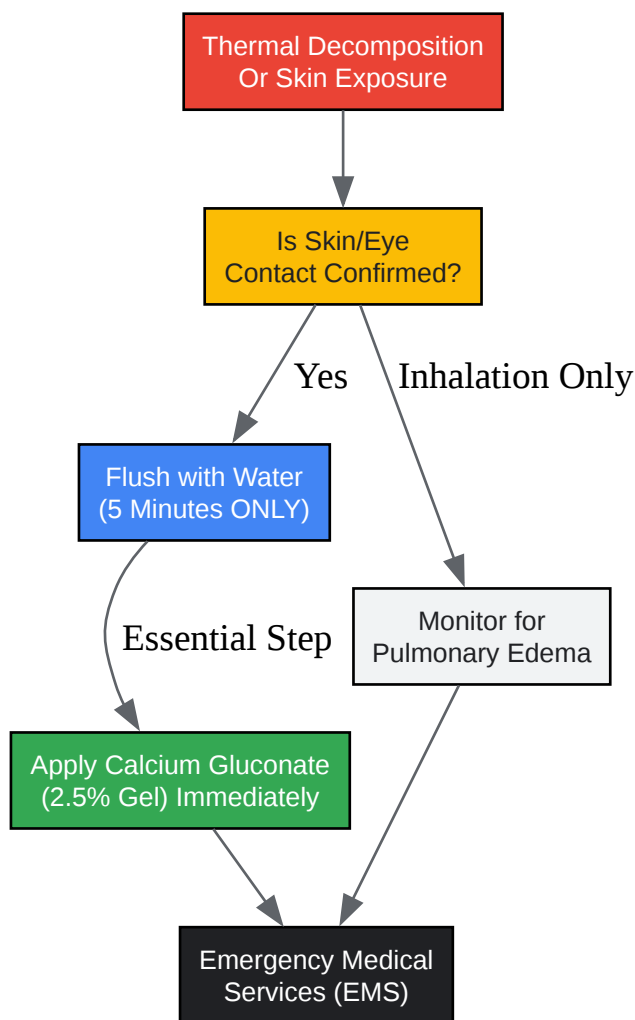 Thermal Decomposition
Or Skin Exposure
Is Skin/Eye
Contact Confirmed?
Yes
Inhalation Only
Flush with Water
(5 Minutes ONLY)
Essential Step
Monitor for
Pulmonary Edema
Apply Calcium Gluconate
(2.5% Gel) Immediately
Emergency Medical
Services (EMS)